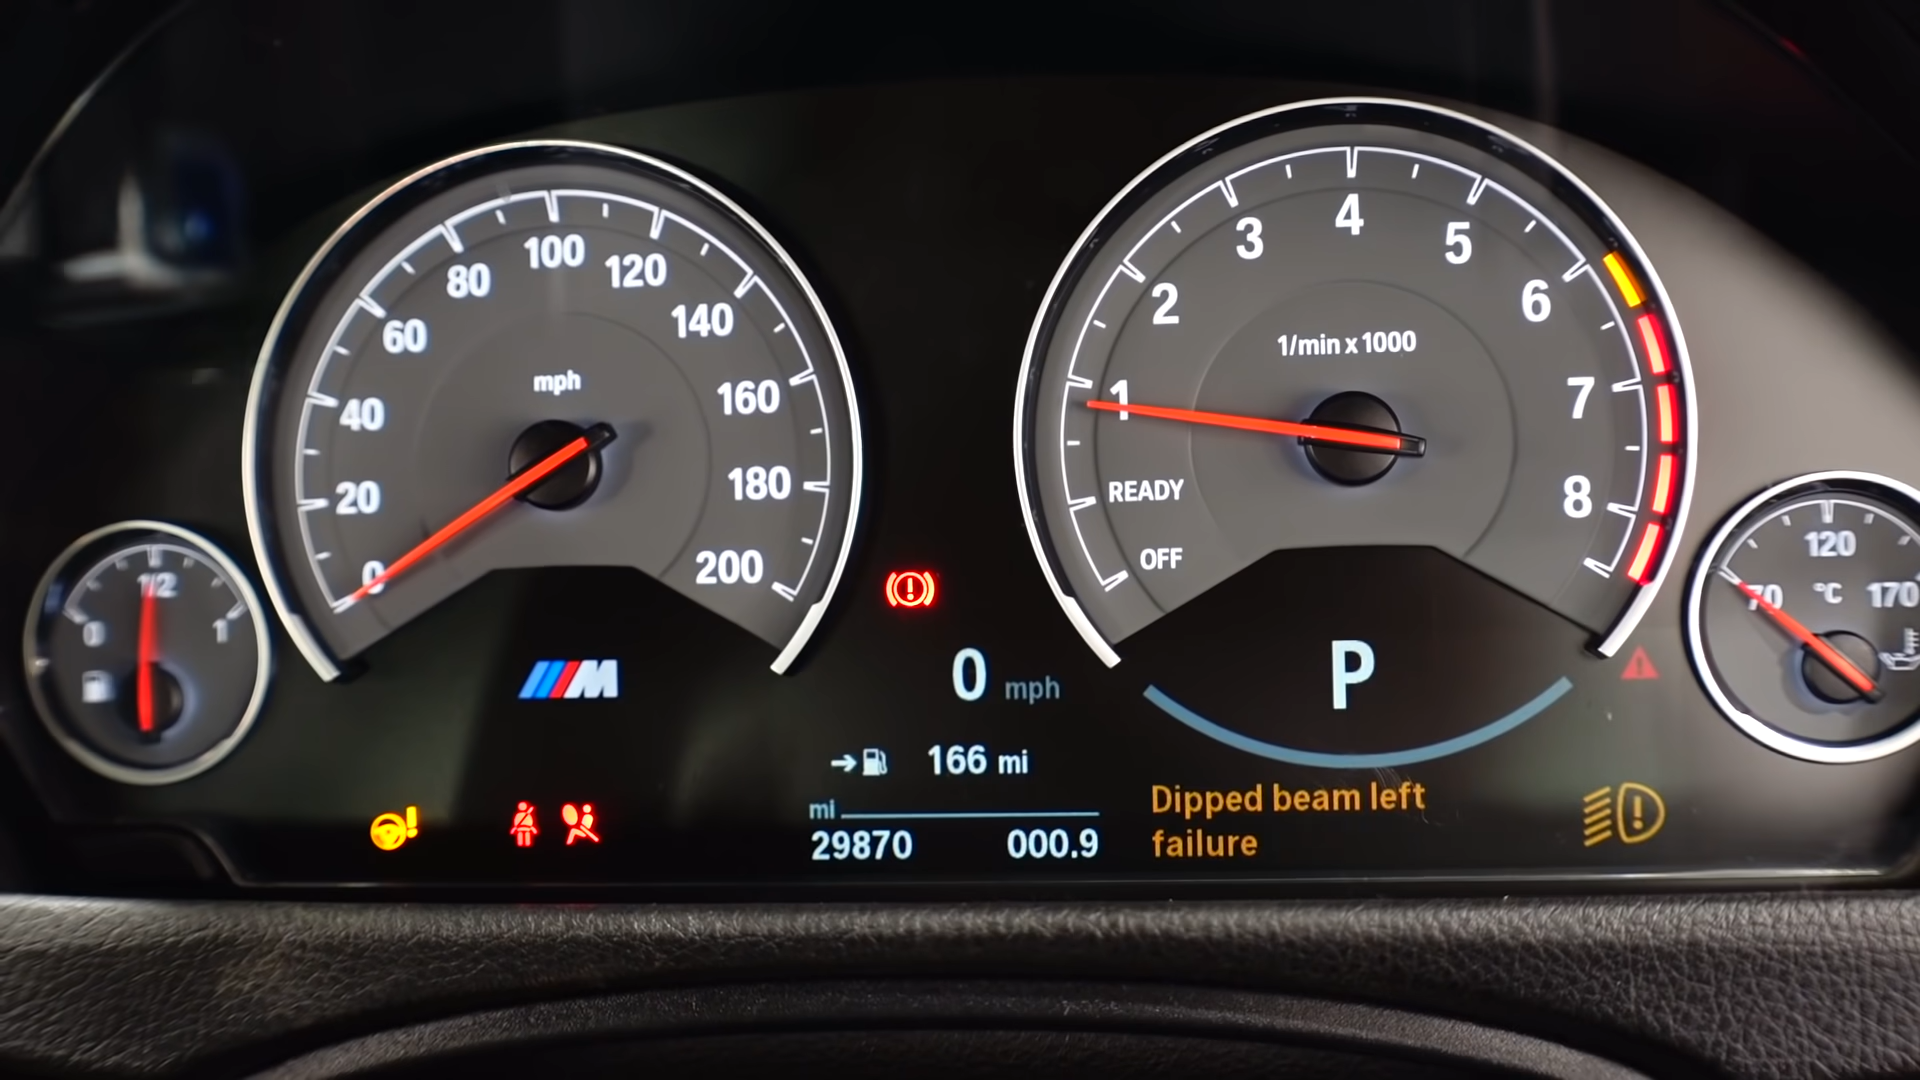 0
20
40
60
80
100
120
140
160
180
200
mph
OFF
READY
1
2
3
4
5
6
7
8
1/min x 1000
0
1/2
1
70
120
170
°C
M
0 mph
166 mi
mi
29870 000.9
P
Dipped beam left
failure